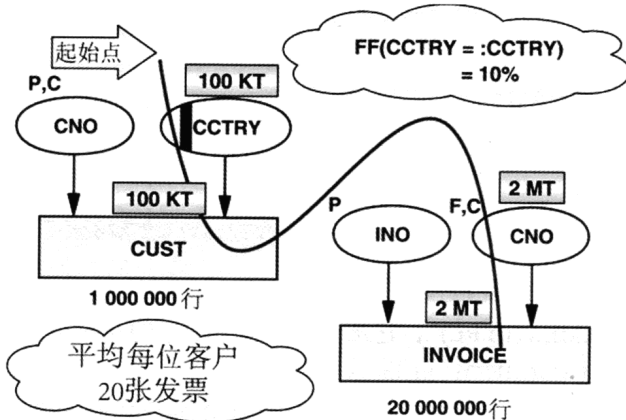 起始点
FF(CCTRY = :CCTRY)
= 10%
P,C
100 KT
CNO
CCTRY
100 KT
CUST
1 000 000行
P
F,C
2 MT
INO
CNO
2 MT
INVOICE
20 000 000行
平均每位客户
20张发票